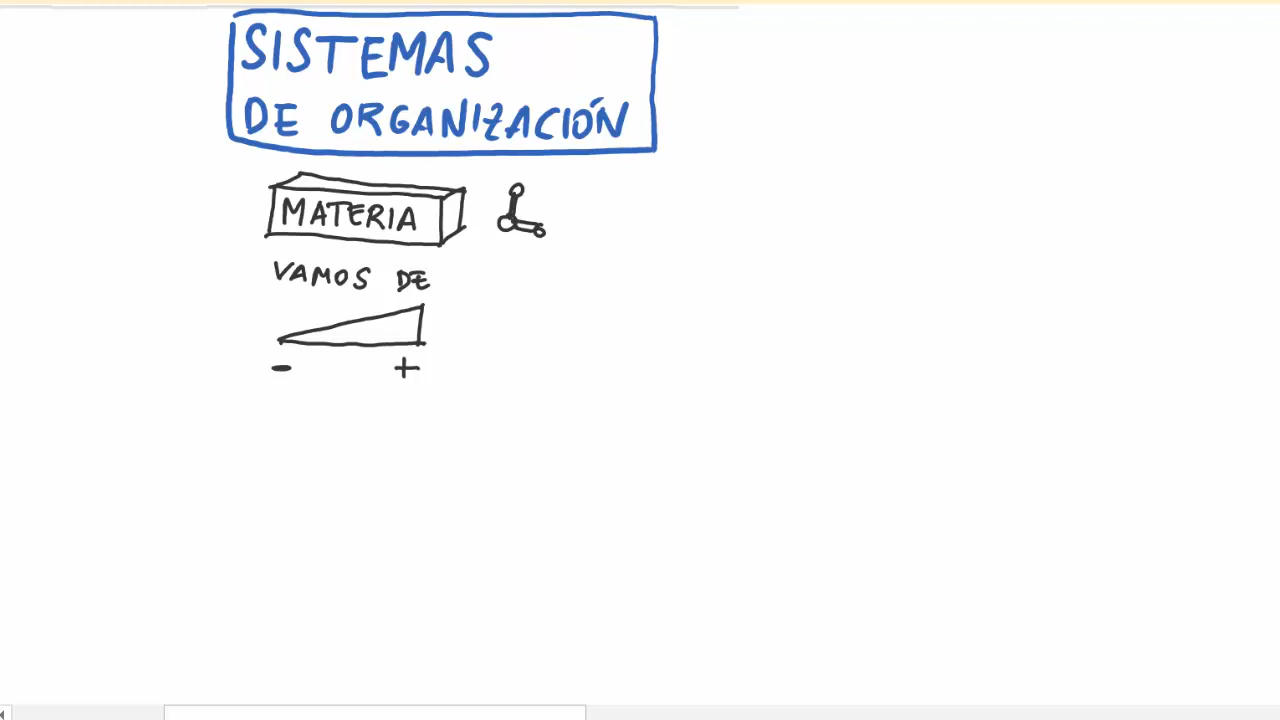 SISTEMAS
DE ORGANIZACIÓN
MATERIA
VAMOS DE
- +